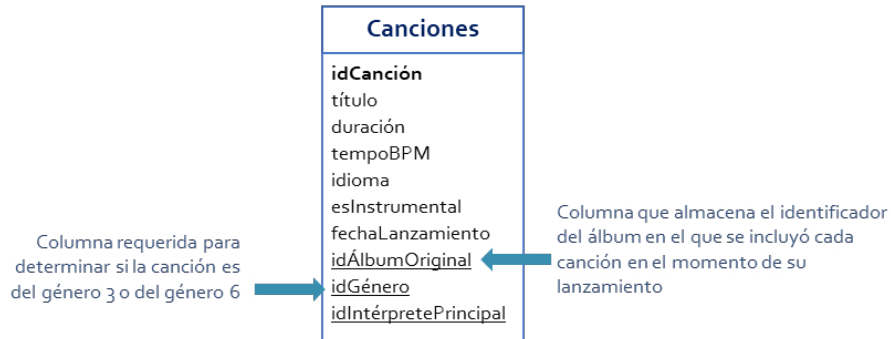 Canciones
idCanción
título
duración
tempoBPM
idioma
esInstrumental
fechaLanzamiento
idÁlbumOriginal
idGénero
idIntérpretePrincipal
Columna requerida para
determinar si la canción es
del género 3 o del género 6
Columna que almacena el identificador
del álbum en el que se incluyó cada
canción en el momento de su
lanzamiento